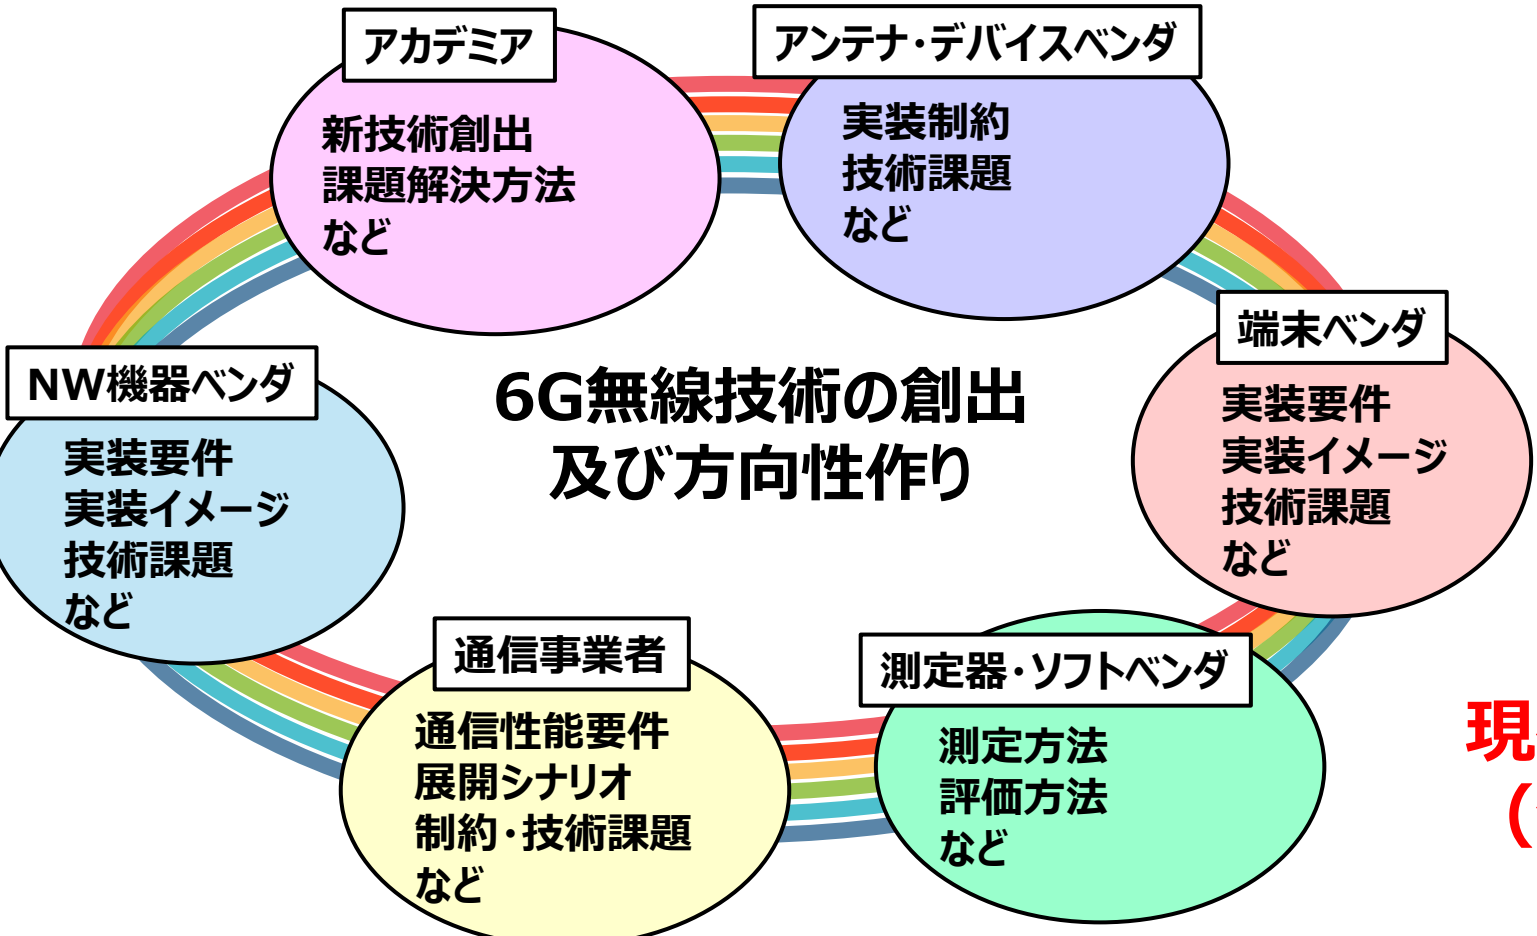 アカデミア
新技術創出
課題解決方法
など
アンテナ・デバイスベンダ
実装制約
技術課題
など
端末ベンダ
実装要件
実装イメージ
技術課題
など
NW機器ベンダ
実装要件
実装イメージ
技術課題
など
6G無線技術の創出
及び方向性作り
通信事業者
通信性能要件
展開シナリオ
制約・技術課題
など
測定器・ソフトベンダ
測定方法
評価方法
など
現
（